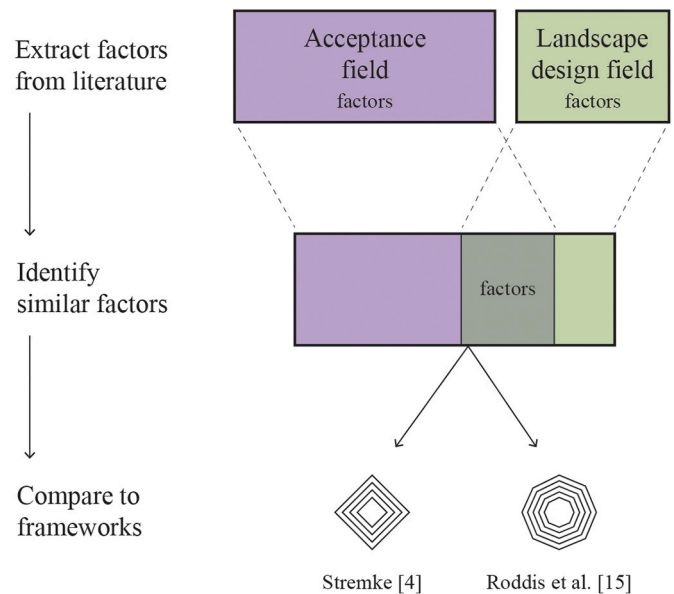 Extract factors
from literature
Acceptance
field
factors
Landscape
design field
factors
Identify
similar factors
factors
Compare to
frameworks
Stremke [4]
Roddis et al. [15]